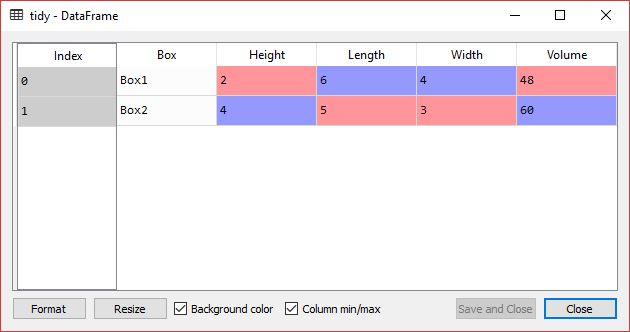 tidy - DataFrame
Index Box Height Length Width Volume
0 Box1 2 6 4 48
1 Box2 4 5 3 60
Format Resize Background color Column min/max Save and Close Close